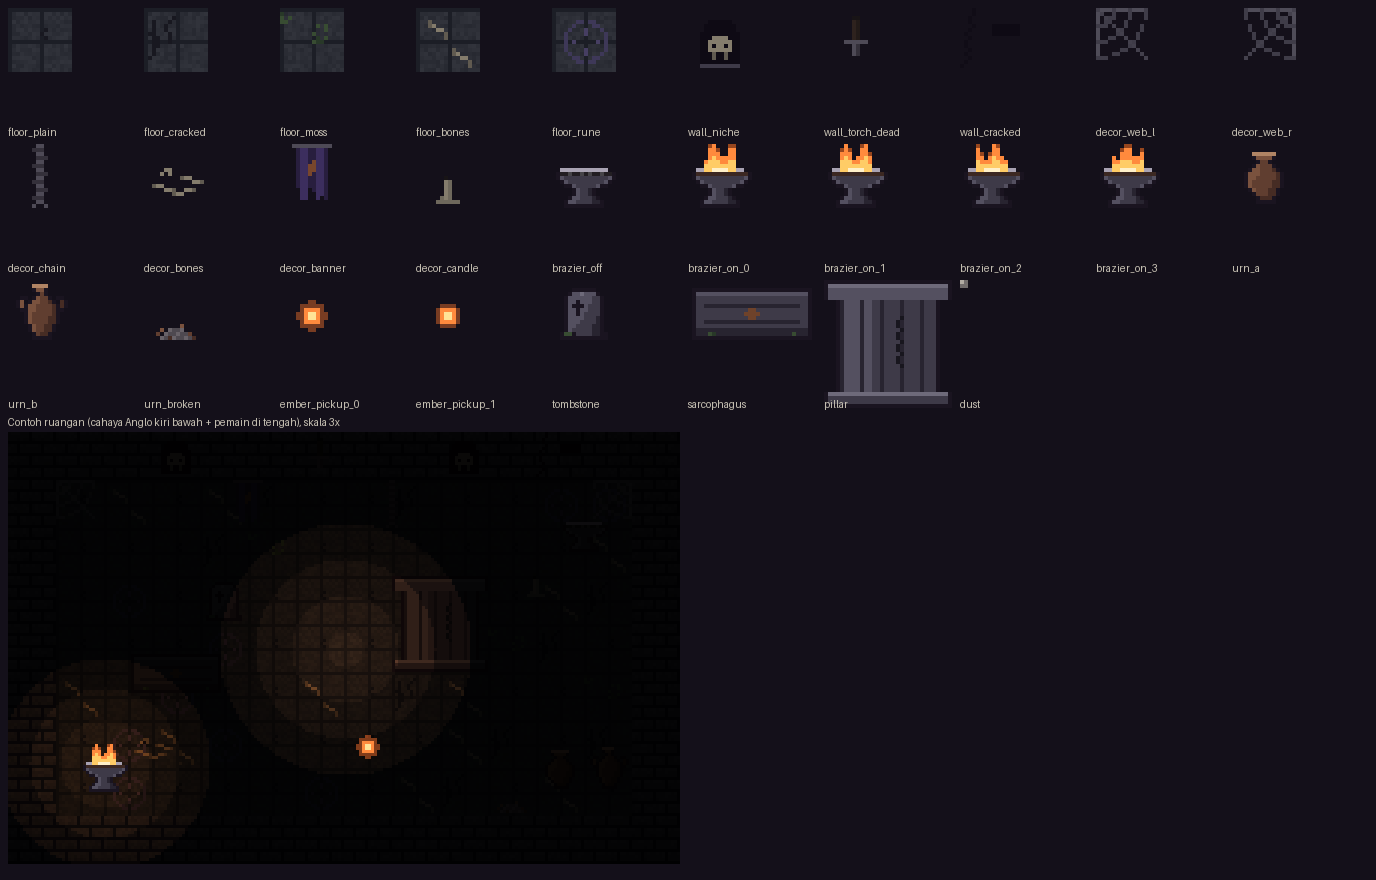 floor_plain floor_cracked floor_moss floor_bones floor_rune wall_niche wall_torch_dead wall_cracked decor_web_l decor_web_r
decor_chain decor_bones decor_banner decor_candle brazier_off brazier_on_0 brazier_on_1 brazier_on_2 brazier_on_3 urn_a
urn_b urn_broken ember_pickup_0 ember_pickup_1 tombstone sarcophagus pillar dust
Contoh ruangan (cahaya Anglo kiri bawah + pemain di tengah), skala 3x